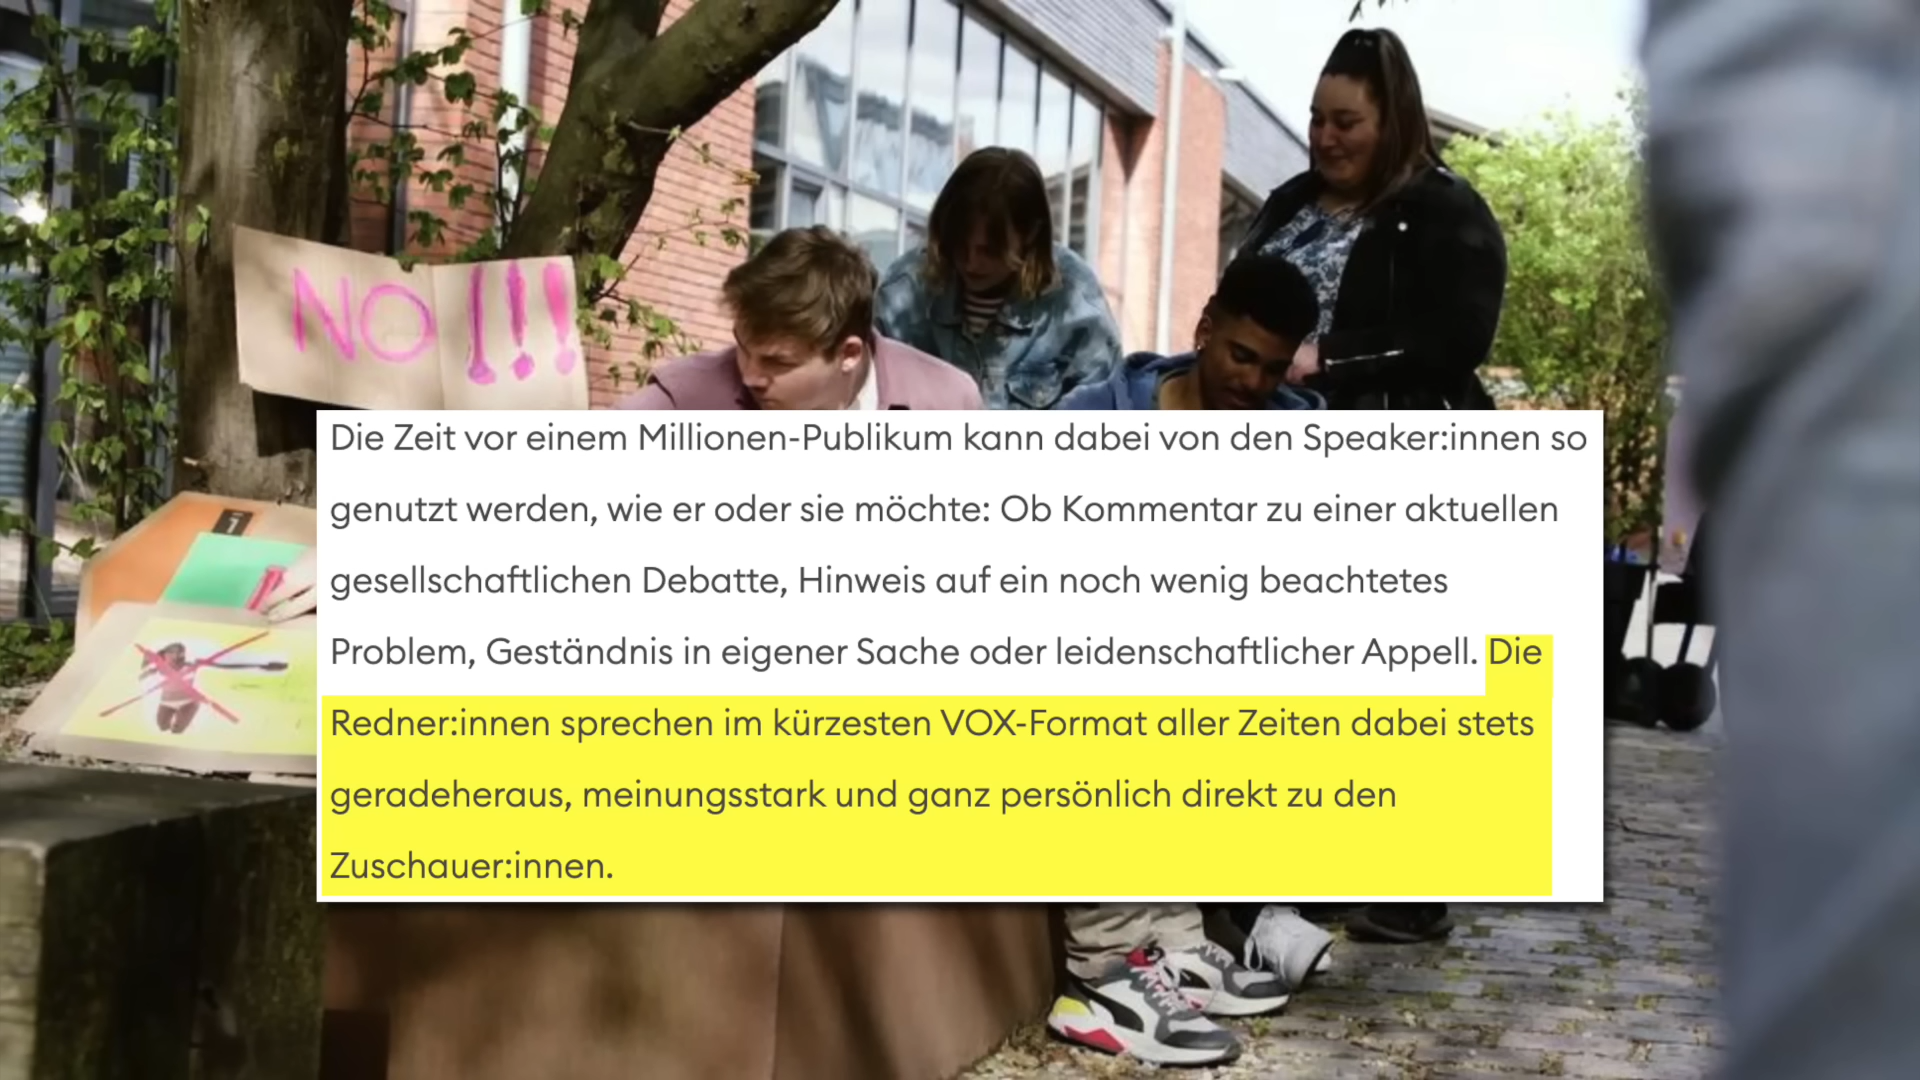 NO!!!
Die Zeit vor einem Millionen-Publikum kann dabei von den Speaker:innen so
genutzt werden, wie er oder sie möchte: Ob Kommentar zu einer aktuellen
gesellschaftlichen Debatte, Hinweis auf ein noch wenig beachtetes
Problem, Geständnis in eigener Sache oder leidenschaftlicher Appell. Die
Redner:innen sprechen im kürzesten VOX-Format aller Zeiten dabei stets
geradeheraus, meinungsstark und ganz persönlich direkt zu den
Zuschauer:innen.